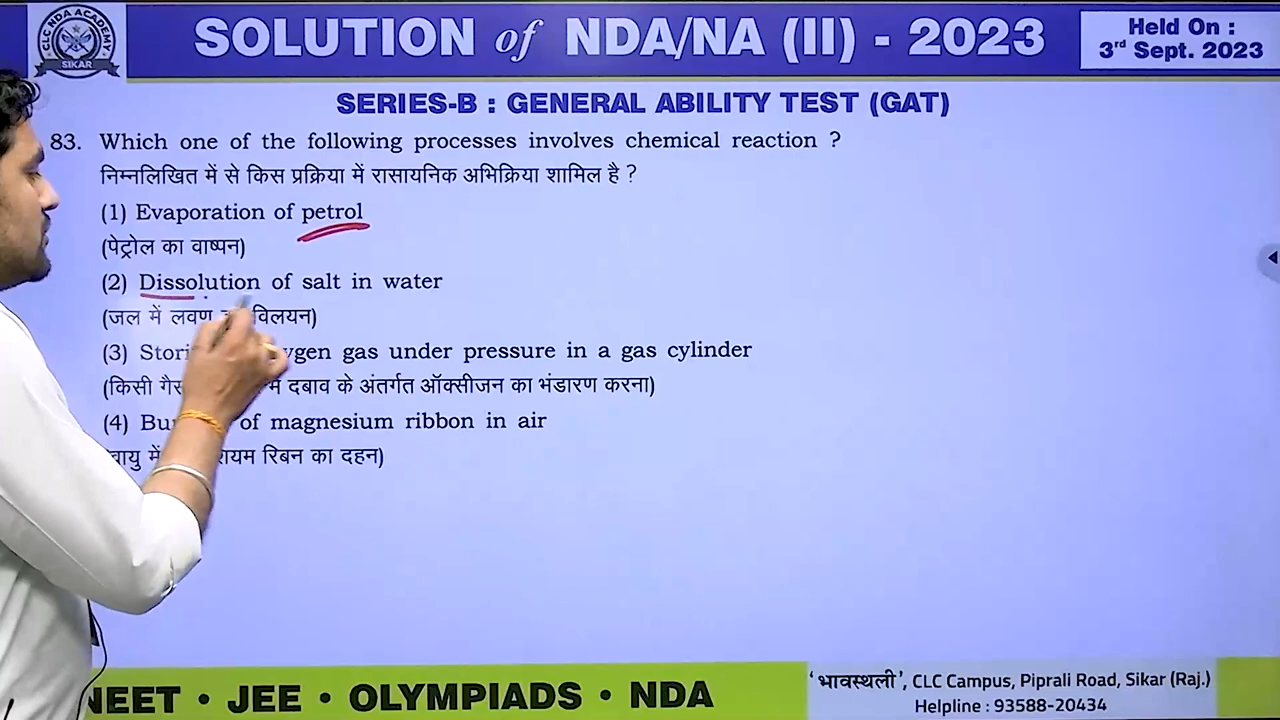 CLC NDA ACADEMY
SIKAR
SOLUTION of NDA/NA (II) - 2023
Held On :
3rd Sept. 2023
SERIES-B : GENERAL ABILITY TEST (GAT)
83. Which one of the following processes involves chemical reaction ?
निम्नलिखित में से किस प्रक्रिया में रासायनिक अभिक्रिया शामिल है ?
(1) Evaporation of petrol
(पेट्रोल का वाष्पन)
(2) Dissolution of salt in water
(जल में लवण विलयन)
(3) gas under pressure in a gas cylinder
(किसी में दबाव के अंतर्गत ऑक्सीजन का भंडारण करना)
(4) of magnesium ribbon in air
वायु में रिबन का दहन)
NEET • JEE • OLYMPIADS • NDA
'भावस्थली', CLC Campus, Piprali Road, Sikar (Raj.)
Helpline : 93588-20434